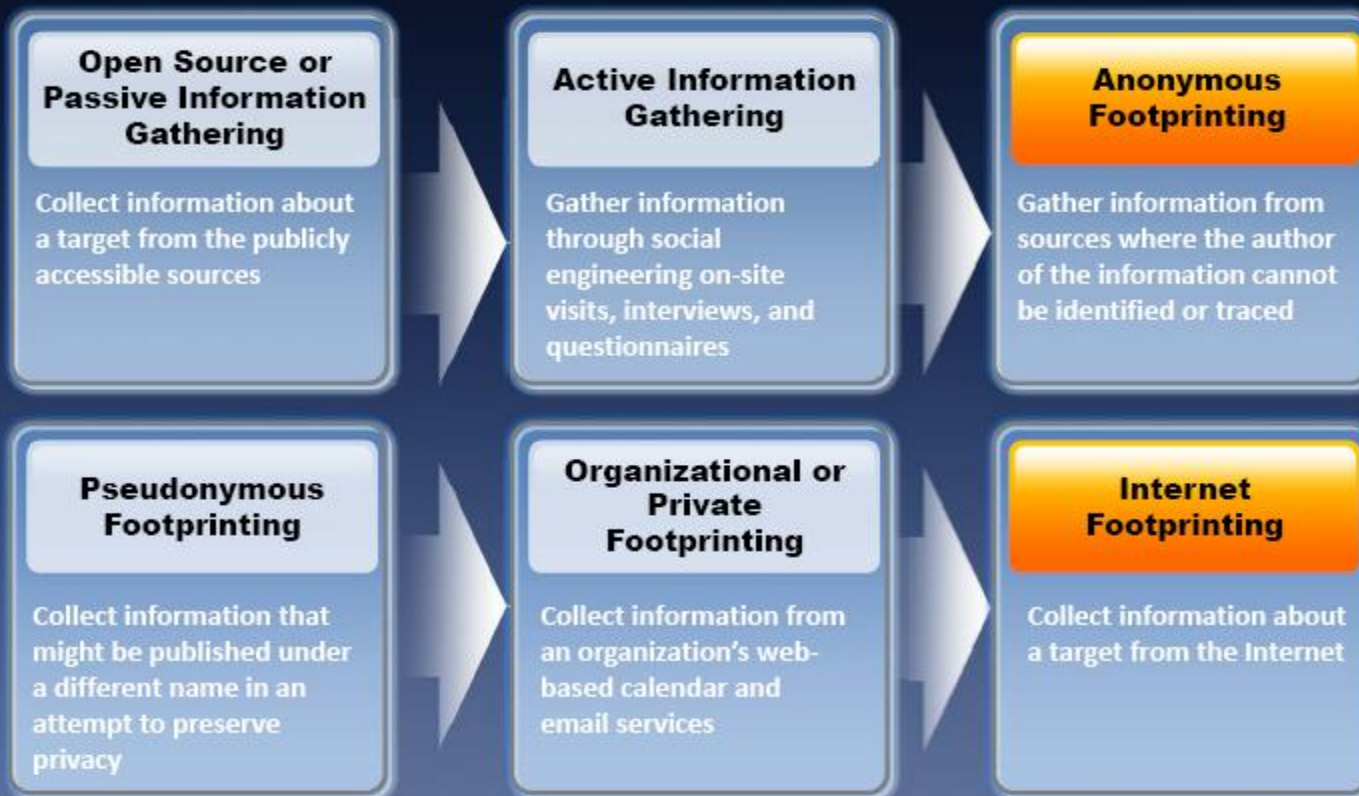 Open Source or
Passive Information
Gathering
Collect information about
a target from the publicly
accessible sources
Active Information
Gathering
Gather information
through social
engineering on-site
visits, interviews, and
questionnaires
Anonymous
Footprinting
Gather information from
sources where the author
of the information cannot
be identified or traced
Pseudonymous
Footprinting
Collect information that
might be published under
a different name in an
attempt to preserve
privacy
Organizational or
Private
Footprinting
Collect information from
an organization's web-
based calendar and
email services
Internet
Footprinting
Collect information about
a target from the Internet